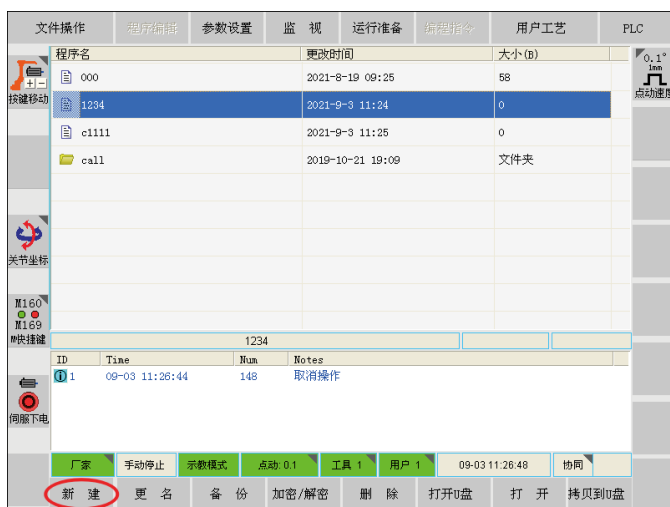 文件操作 程序编辑 参数设置 监 视 运行准备 编程指令 用户工艺 PLC
程序名 更改时间 大小(B)
000 2021-8-19 09:25 58
1234 2021-9-3 11:24 0
c1111 2021-9-3 11:25 0
call 2019-10-21 19:09 文件夹
按键移动
0.1°
1mm
点动速度
关节坐标
M160
M169
M快捷键
伺服下电
1234
ID Time Num Notes
1 09-03 11:26:44 148 取消操作
厂家 手动停止 示教模式 点动: 0.1 工具 1 用户 1 09-03 11:26:48 协同
新 建 更 名 备 份 加密/解密 删 除 打开U盘 打 开 拷贝到U盘